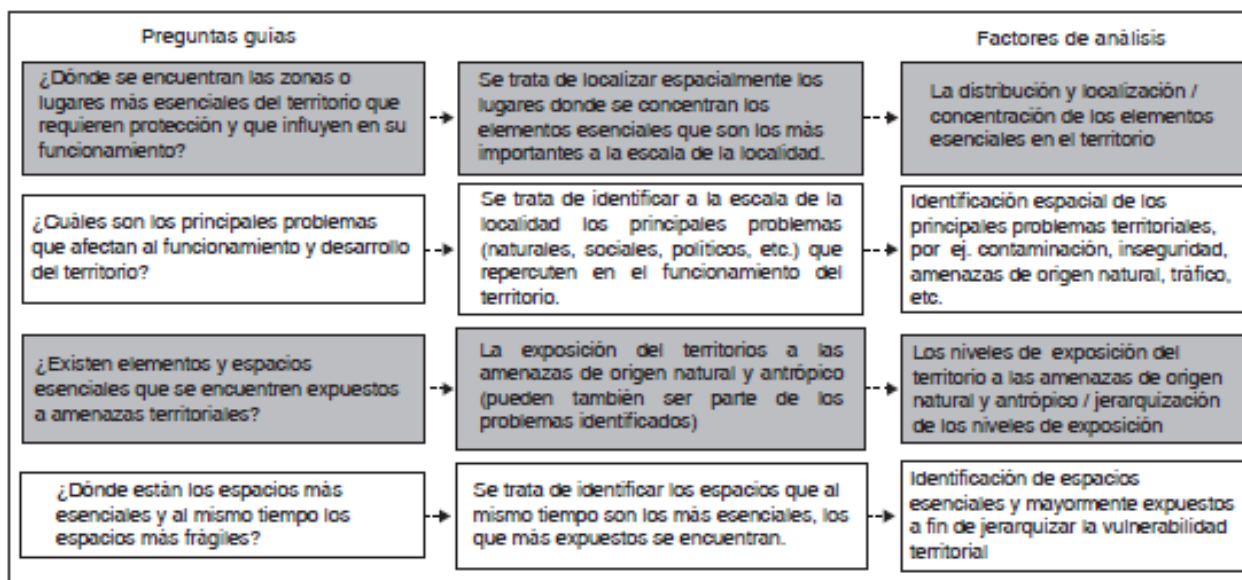 Preguntas guías
Factores de análisis
¿Dónde se encuentran las zonas o
lugares más esenciales del territorio que
requieren protección y que influyen en su
funcionamiento?
Se trata de localizar espacialmente los
lugares donde se concentran los
elementos esenciales que son los más
importantes a la escala de la localidad.
La distribución y localización /
concentración de los elementos
esenciales en el territorio
¿Cuáles son los principales problemas
que afectan al funcionamiento y desarrollo
del territorio?
Se trata de identificar a la escala de la
localidad los principales problemas
(naturales, sociales, políticos, etc.) que
repercuten en el funcionamiento del
territorio.
Identificación espacial de los
principales problemas territoriales,
por ej. contaminación, inseguridad,
amenazas de origen natural, tráfico,
etc.
¿Existen elementos y espacios
esenciales que se encuentren expuestos
a amenazas territoriales?
La exposición del territorios a las
amenazas de origen natural y antrópico
(pueden también ser parte de los
problemas identificados)
Los niveles de exposición del
territorio a las amenazas de origen
natural y antrópico / jerarquización
de los niveles de exposición
¿Dónde están los espacios más
esenciales y al mismo tiempo los
espacios más frágiles?
Se trata de identificar los espacios que al
mismo tiempo son los más esenciales, los
que más expuestos se encuentran.
Identificación de espacios
esenciales y mayormente expuestos
a fin de jerarquizar la vulnerabilidad
territorial